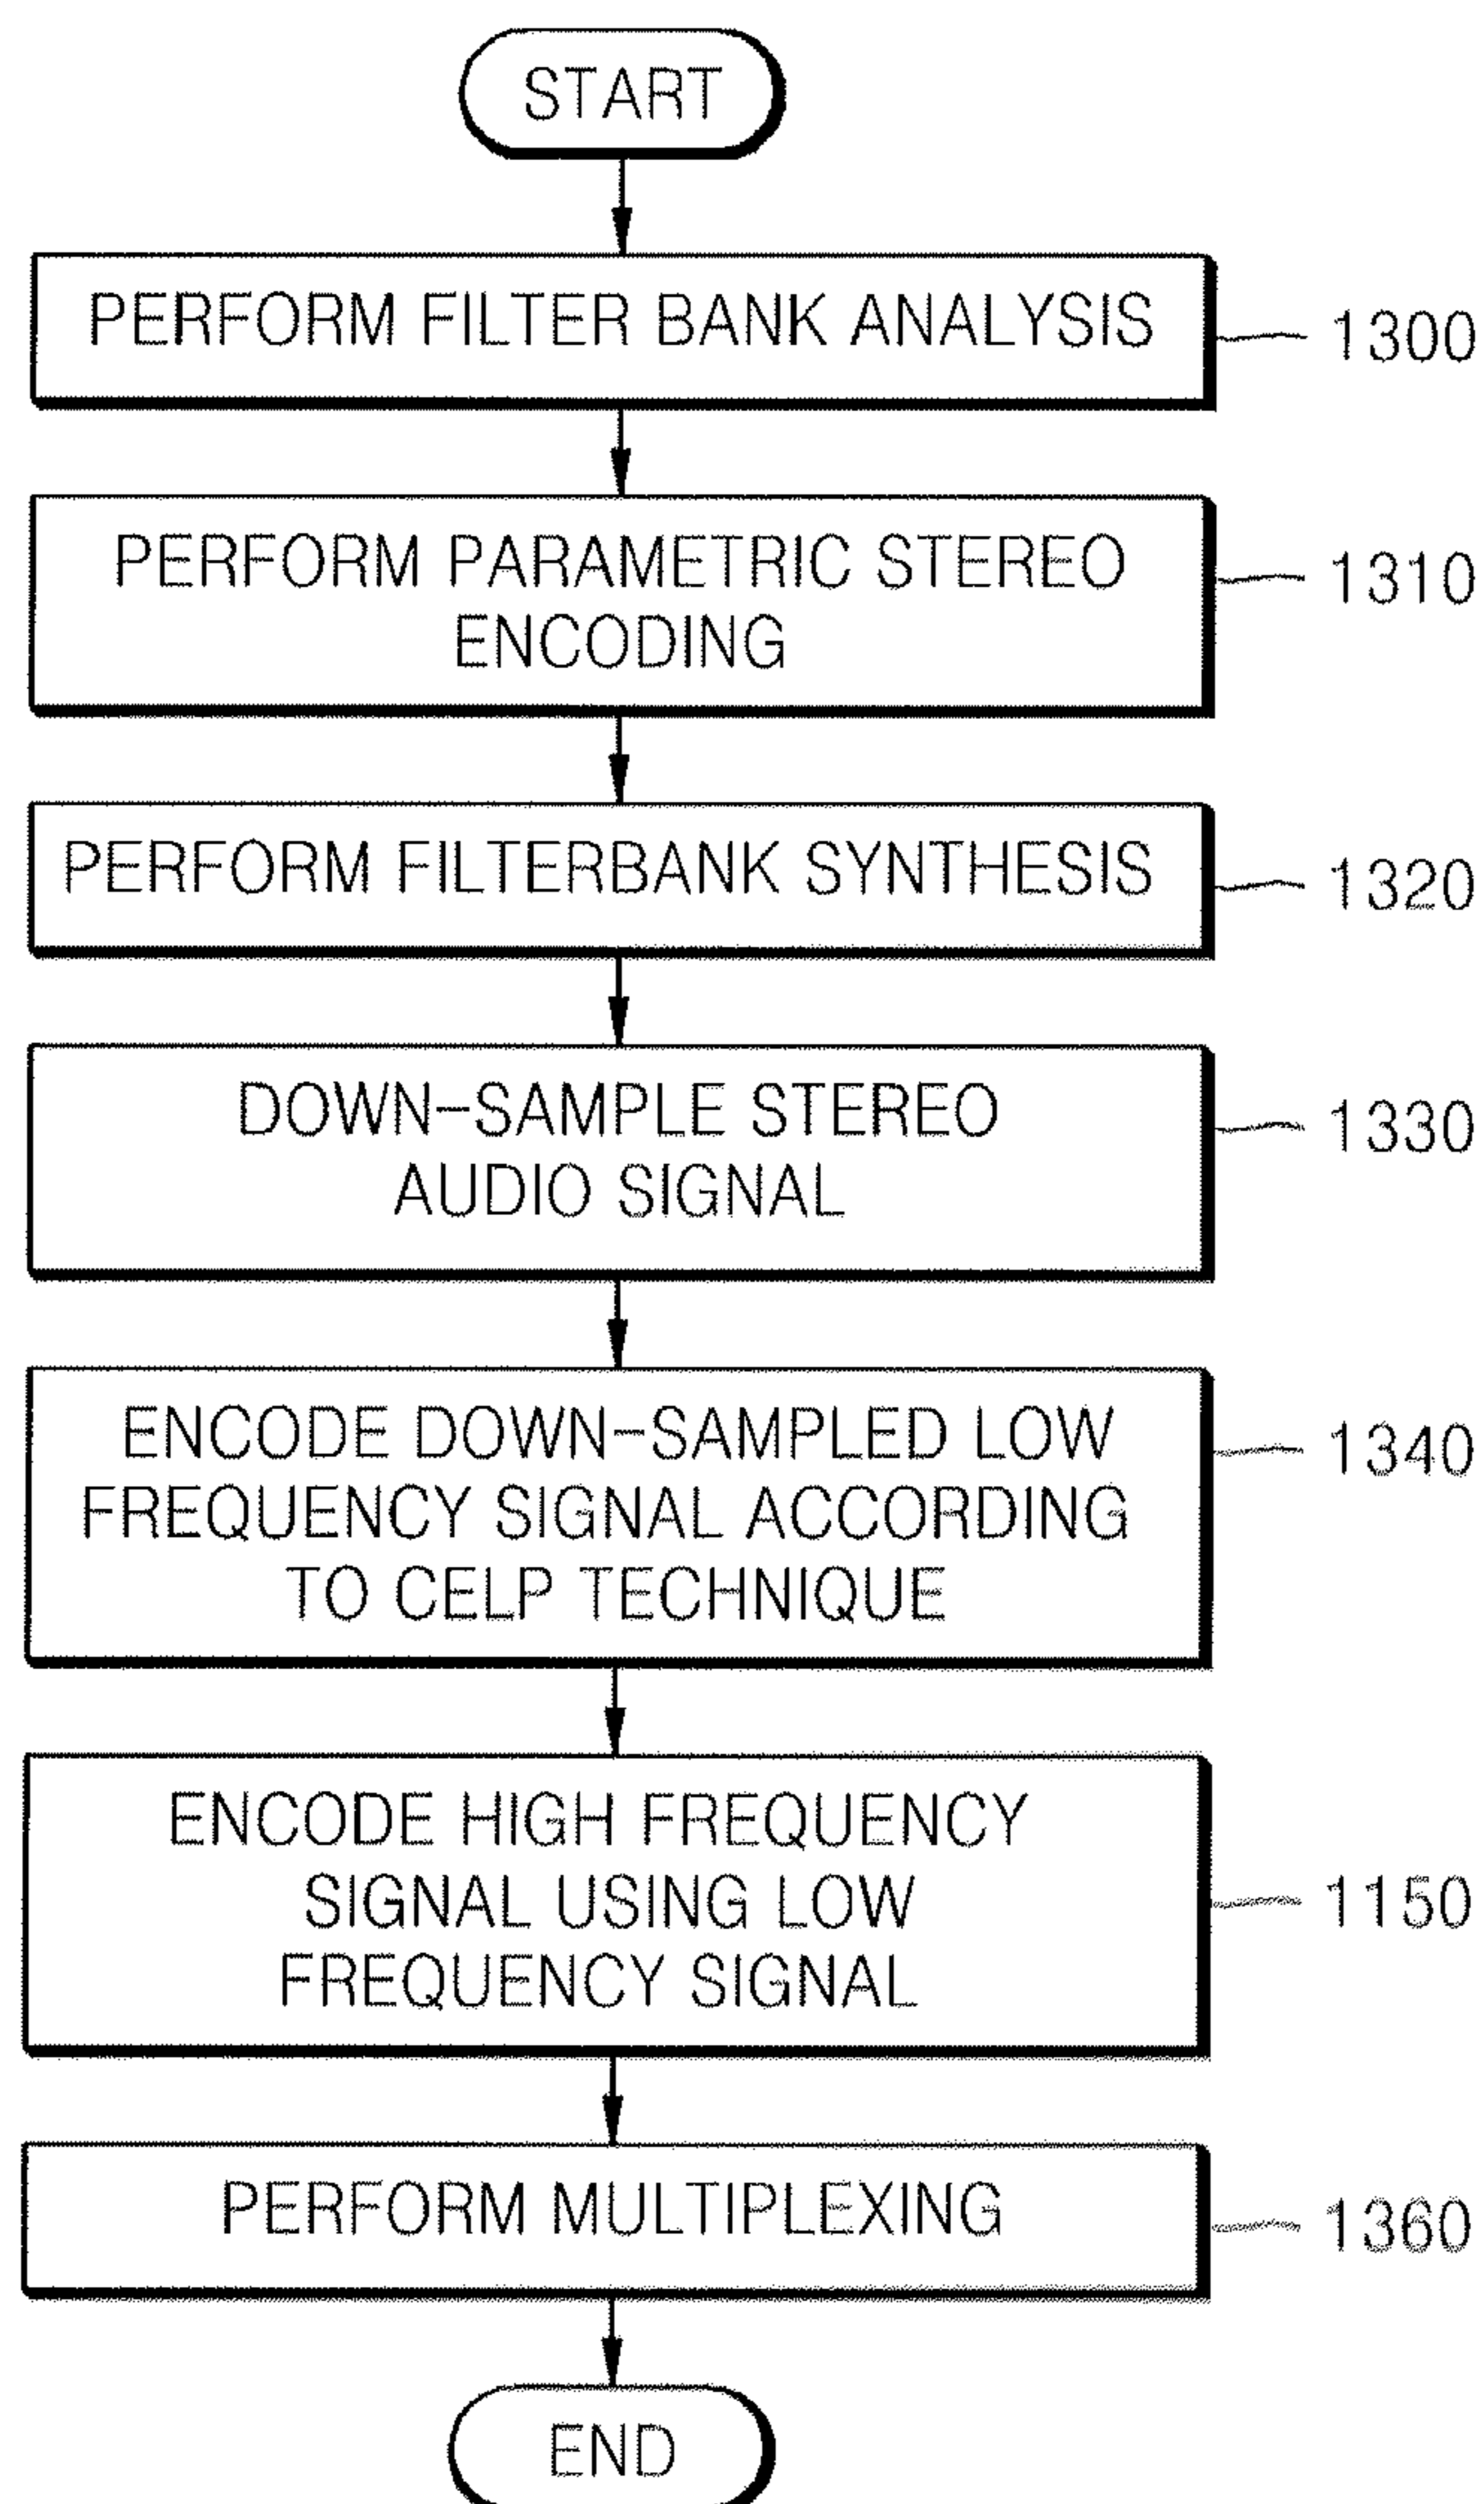 START
PERFORM FILTER BANK ANALYSIS
1300
PERFORM PARAMETRIC STEREO
ENCODING
1310
PERFORM FILTERBANK SYNTHESIS
1320
DOWN-SAMPLE STEREO
AUDIO SIGNAL
1330
ENCODE DOWN-SAMPLED LOW
FREQUENCY SIGNAL ACCORDING
TO CELP TECHNIQUE
1340
ENCODE HIGH FREQUENCY
SIGNAL USING LOW
FREQUENCY SIGNAL
1150
PERFORM MULTIPLEXING
1360
END